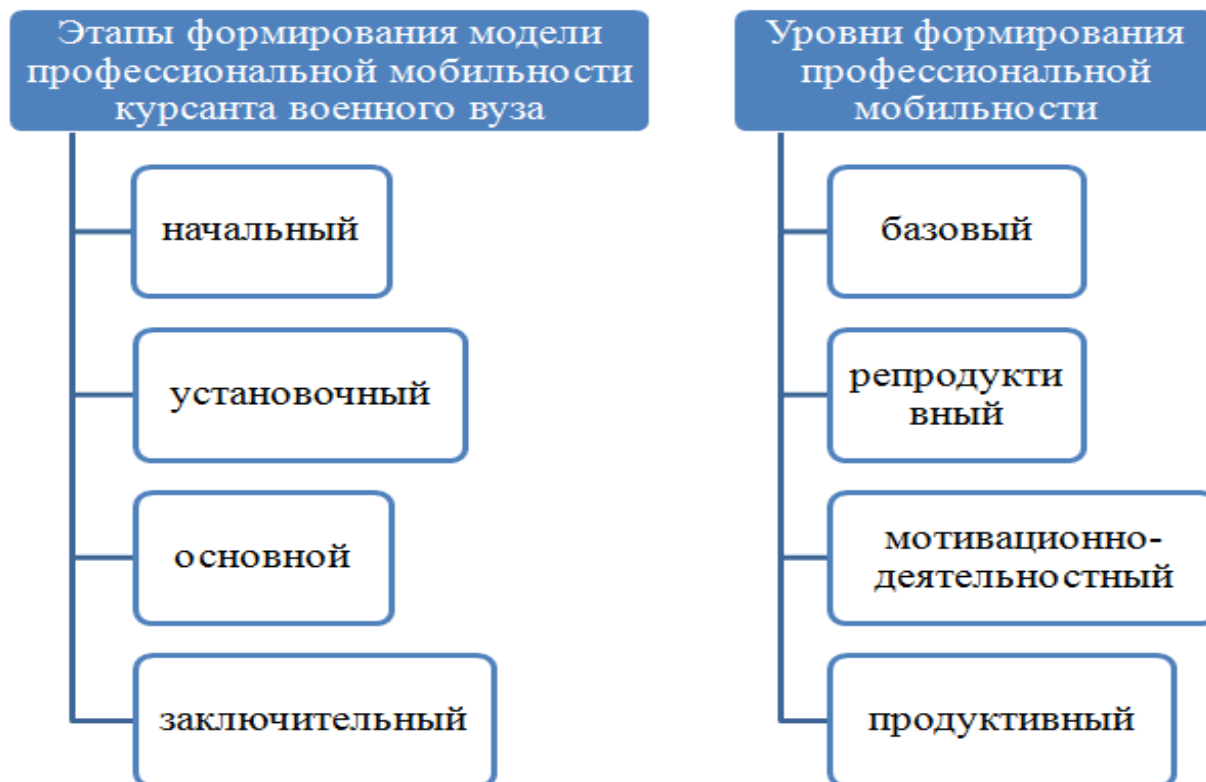 Этапы формирования модели
профессиональной мобильности
курсанта военного вуза
начальный
установочный
основной
заключительный
Уровни формирования
профессиональной
мобильности
базовый
репродукти
вный
мотивационно-
деятельностный
продуктивный